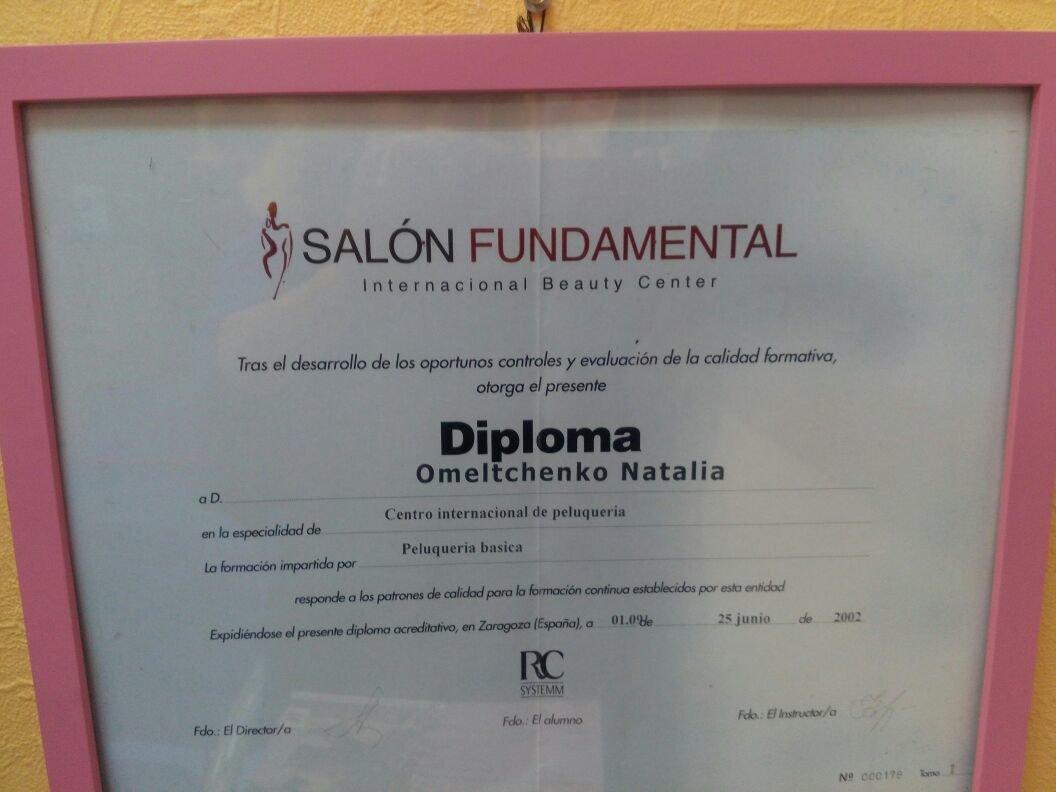 SALÓN FUNDAMENTAL
Internacional Beauty Center
Tras el desarrollo de los oportunos controles y evaluación de la calidad formativa,
otorga el presente
Diploma
Omeltchenko Natalia
a D.
Centro internacional de peluqueria
en la especialidad de
Peluqueria basica
La formación impartida por
responde a los patrones de calidad para la formación continua establecidos por esta entidad
Expidiéndose el presente diploma acreditativo, en Zaragoza (España), a 01.09 de 25 junio de 2002
RC
SYSTEMM
Fdo.: El Director/a Fdo.: El alumno Fdo.: El Instructor/a
Nº 000179 Tomo 1